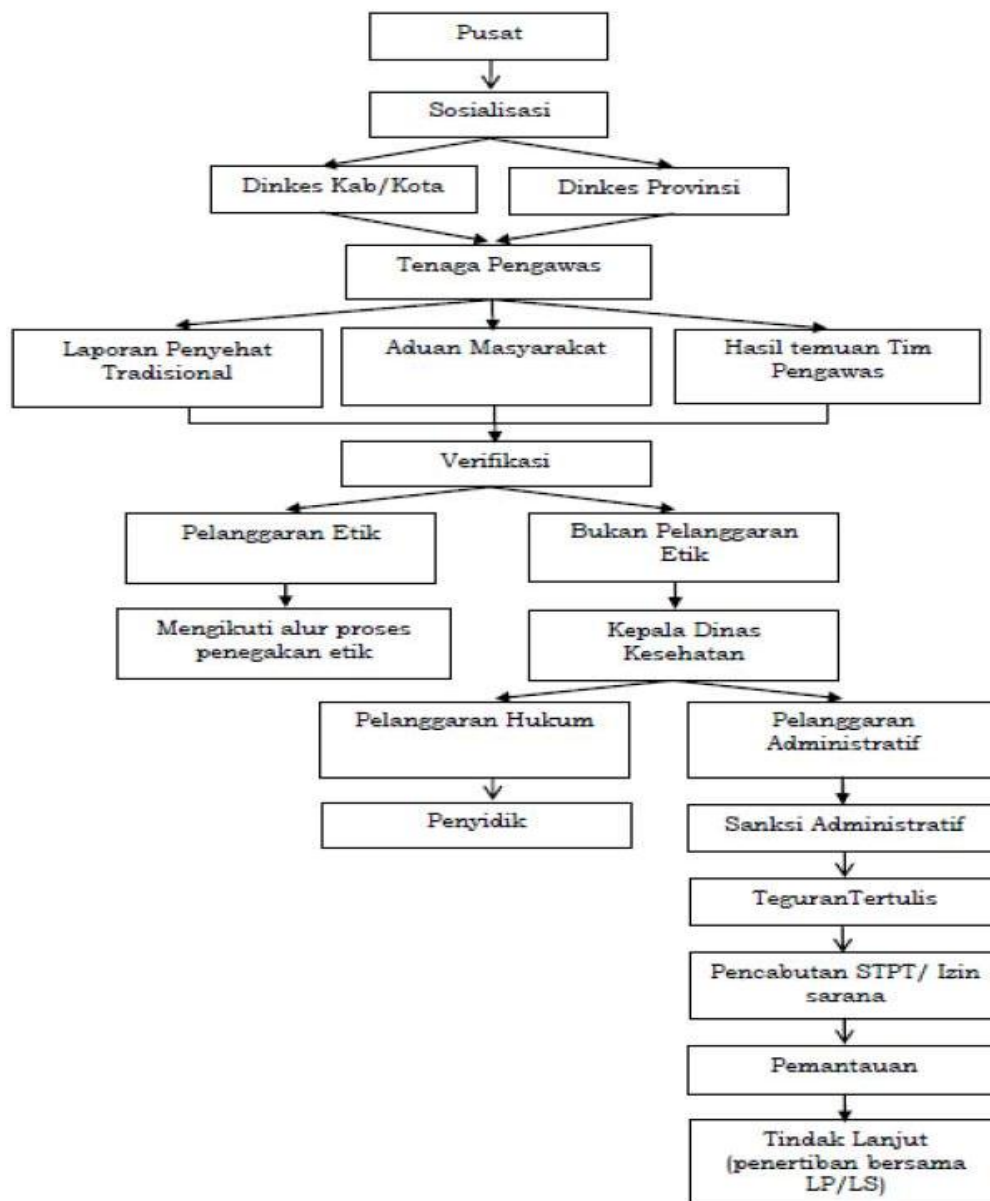 Pusat
Sosialisasi
Dinkes Kab/Kota
Dinkes Provinsi
Tenaga Pengawas
Laporan Penyehat
Tradisional
Aduan Masyarakat
Hasil temuan Tim
Pengawas
Verifikasi
Pelanggaran Etik
Bukan Pelanggaran
Etik
Mengikuti alur proses
penegakan etik
Kepala Dinas
Kesehatan
Pelanggaran Hukum
Pelanggaran
Administratif
Penyidik
Sanksi Administratif
TeguranTertulis
Pencabutan STPT/ Izin
sarana
Pemantauan
Tindak Lanjut
(penertiban bersama
LP/LS)